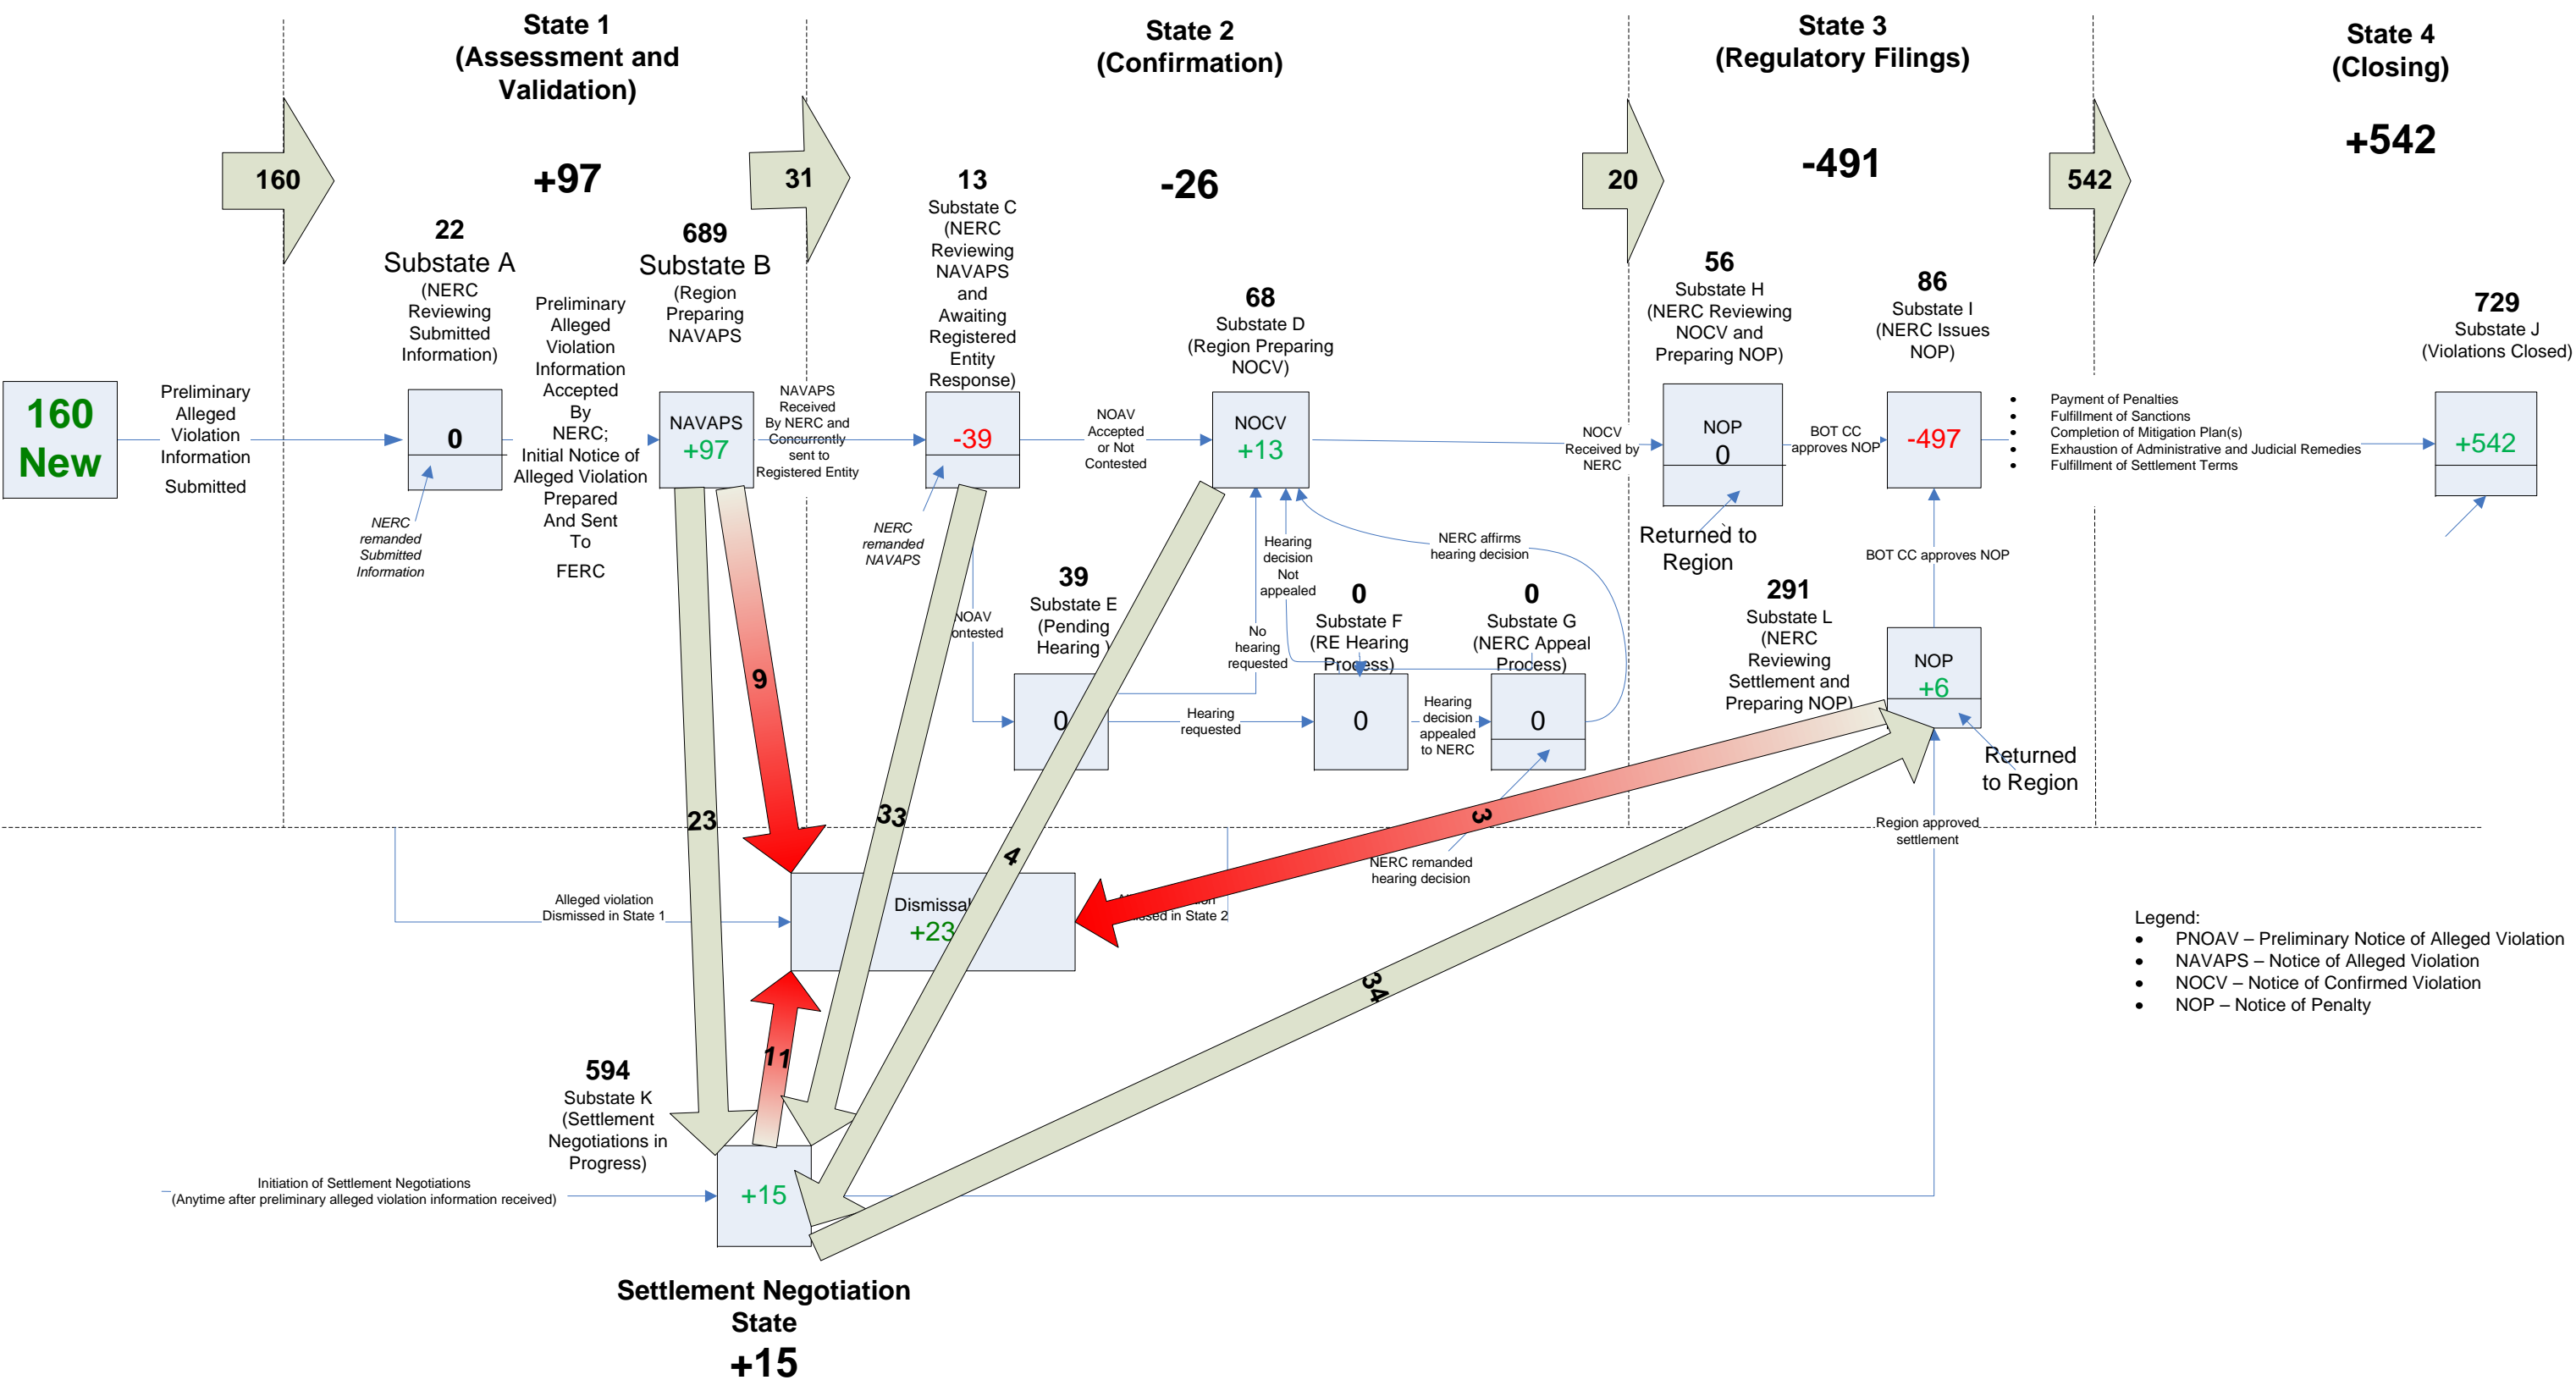 State 1
(Assessment and
Validation)
+97
State 2
(Confirmation)
-26
State 3
(Regulatory Filings)
-491
State 4
(Closing)
+542
160
31
20
542
160
New
Preliminary
Alleged
Violation
Information
Submitted
22
Substate A
(NERC
Reviewing
Submitted
Information)
0
NERC
remanded
Submitted
Information
Preliminary
Alleged
Violation
Information
Accepted
By
NERC;
Initial Notice of
Alleged Violation
Prepared
And Sent
To
FERC
689
Substate B
(Region
Preparing
NAVAPS
NAVAPS
+97
NAVAPS
Received
By NERC and
Concurrently
sent to
Registered Entity
13
Substate C
(NERC
Reviewing
NAVAPS
and
Awaiting
Registered
Entity
Response)
-39
NERC
remanded
NAVAPS
NOAV
Accepted
or Not
Contested
68
Substate D
(Region Preparing
NOCV)
NOCV
+13
NOCV
Received by
NERC
56
Substate H
(NERC Reviewing
NOCV and
Preparing NOP)
NOP
0
Returned to
Region
BOT CC
approves NOP
86
Substate I
(NERC Issues
NOP)
-497
• Payment of Penalties
• Fulfillment of Sanctions
• Completion of Mitigation Plan(s)
• Exhaustion of Administrative and Judicial Remedies
• Fulfillment of Settlement Terms
729
Substate J
(Violations Closed)
+542
NOAV
ontested
39
Substate E
(Pending
Hearing )
0
Hearing
requested
No
hearing
requested
Hearing
decision
Not
appealed
0
Substate F
(RE Hearing
Process)
0
Hearing
decision
appealed
to NERC
0
Substate G
(NERC Appeal
Process)
0
NERC affirms
hearing decision
NERC remanded
hearing decision
BOT CC approves NOP
291
Substate L
(NERC
Reviewing
Settlement and
Preparing NOP)
NOP
+6
Returned
to Region
Region approved
settlement
9
23
33
4
3
34
11
Alleged violation
Dismissed in State 1
Dismissal
+23
ssed in State 2
594
Substate K
(Settlement
Negotiations in
Progress)
+15
Initiation of Settlement Negotiations
(Anytime after preliminary alleged violation information received)
Settlement Negotiation
State
+15
Legend:
• PNOAV – Preliminary Notice of Alleged Violation
• NAVAPS – Notice of Alleged Violation
• NOCV – Notice of Confirmed Violation
• NOP – Notice of Penalty